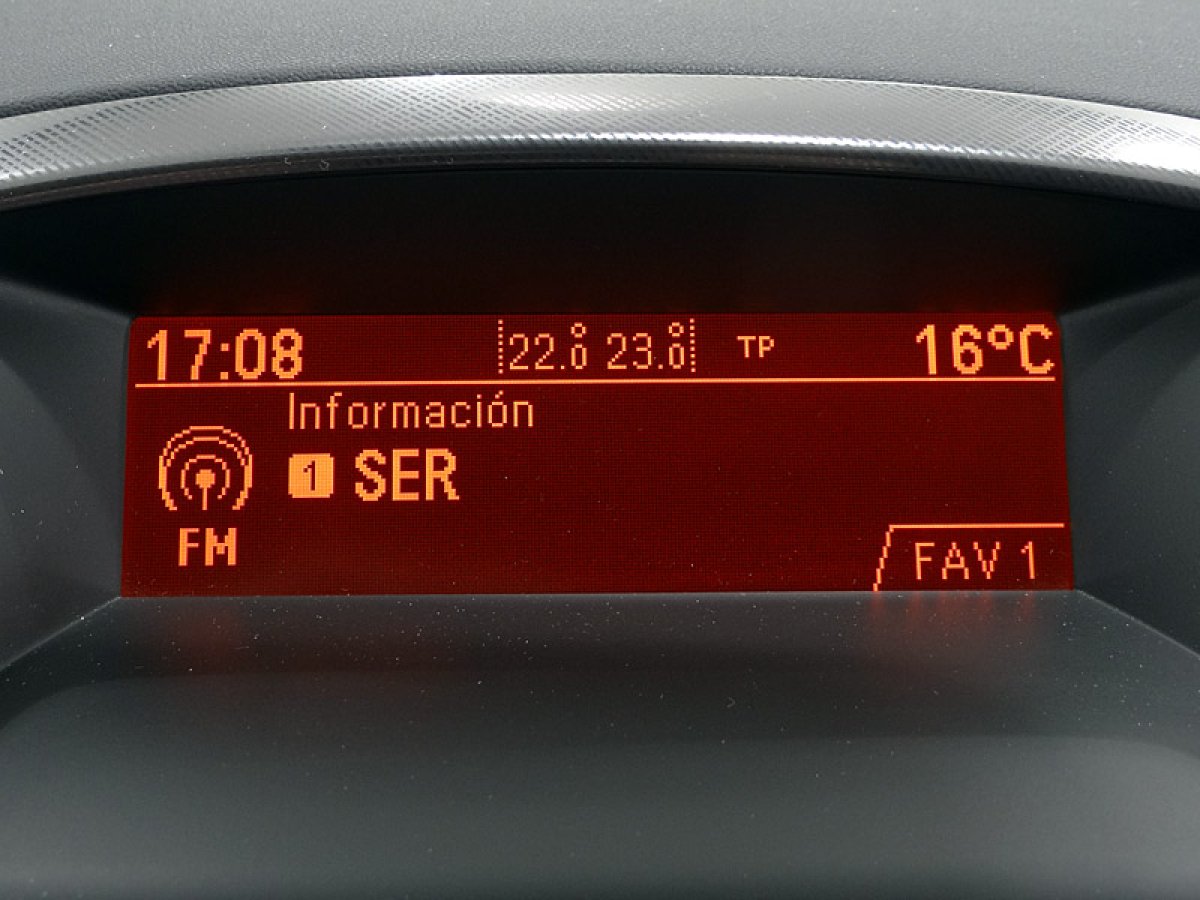 17:08 22.0° 23.0° TP 16°C
Información
1 SER
FM
FAV 1